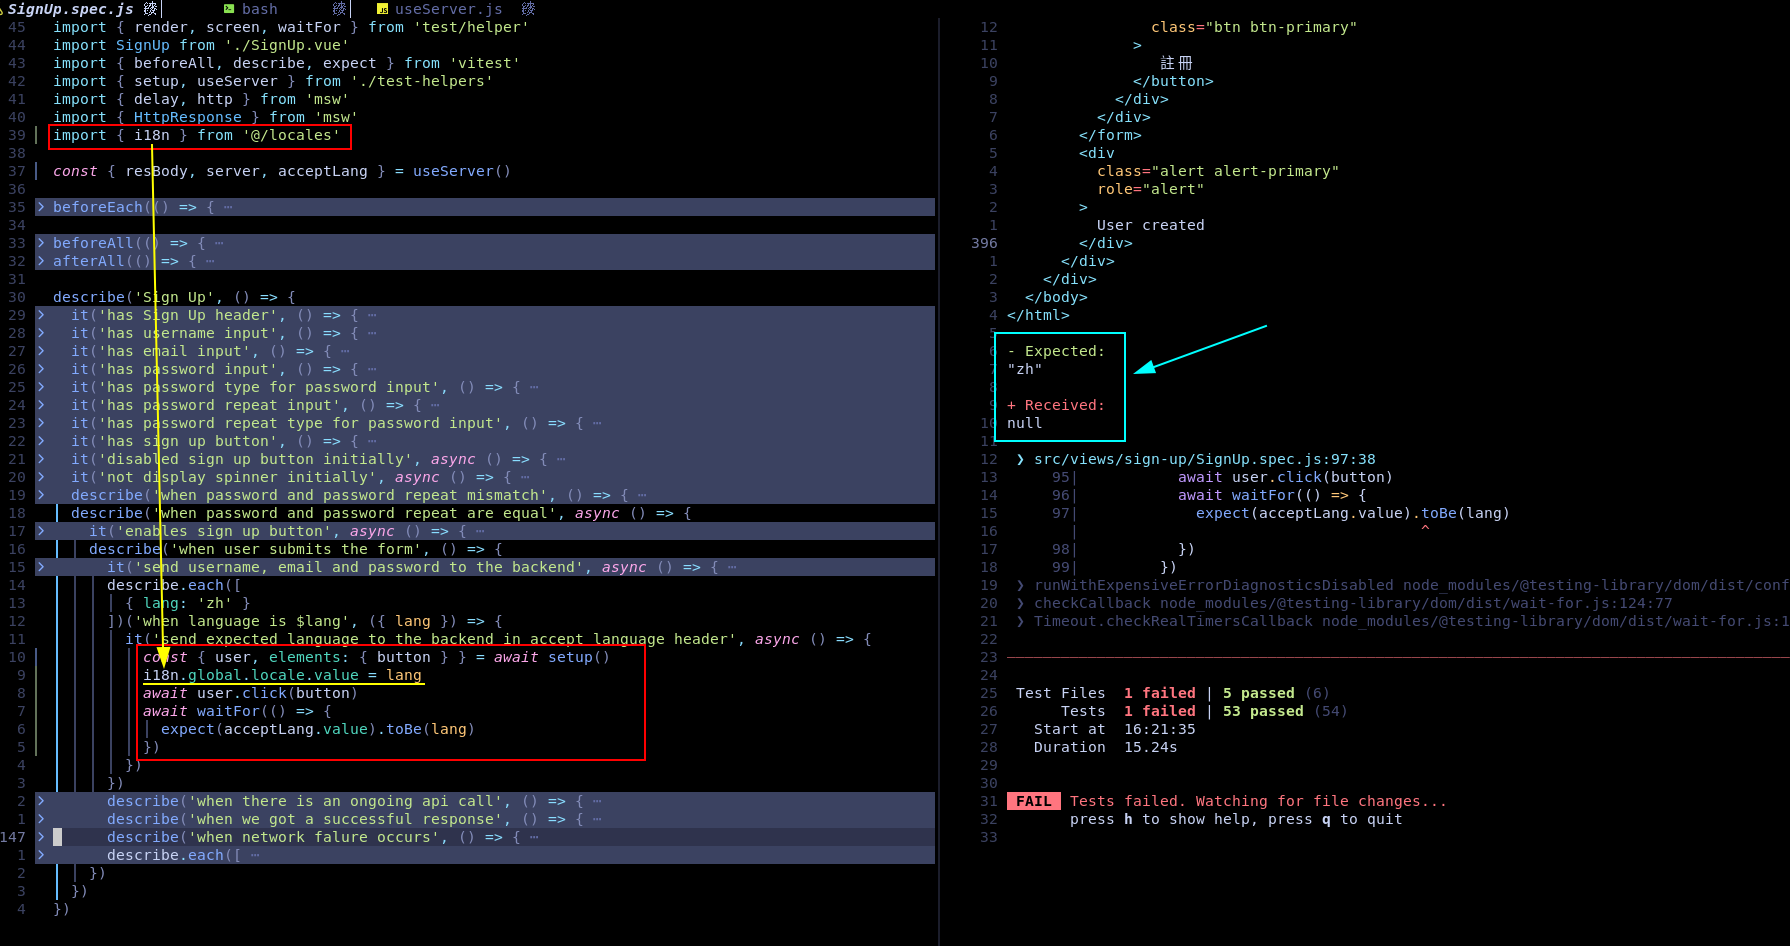 SignUp.spec.js
bash
useServer.js
45 import { render, screen, waitFor } from 'test/helper'
44 import SignUp from './SignUp.vue'
43 import { beforeAll, describe, expect } from 'vitest'
42 import { setup, useServer } from './test-helpers'
41 import { delay, http } from 'msw'
40 import { HttpResponse } from 'msw'
39 import { i18n } from '@/locales'
38
37 const { resBody, server, acceptLang } = useServer()
36
35 beforeEach(() => { ⋯
34
33 beforeAll(() => { ⋯
32 afterAll(() => { ⋯
31
30 describe('Sign Up', () => {
29 it('has Sign Up header', () => { ⋯
28 it('has username input', () => { ⋯
27 it('has email input', () => { ⋯
26 it('has password input', () => { ⋯
25 it('has password type for password input', () => { ⋯
24 it('has password repeat input', () => { ⋯
23 it('has password repeat type for password input', () => { ⋯
22 it('has sign up button', () => { ⋯
21 it('disabled sign up button initially', async () => { ⋯
20 it('not display spinner initially', async () => { ⋯
19 describe('when password and password repeat mismatch', () => { ⋯
18 describe('when password and password repeat are equal', async () => {
17 it('enables sign up button', async () => { ⋯
16 describe('when user submits the form', () => {
15 it('send username, email and password to the backend', async () => { ⋯
14 describe.each([
13 { lang: 'zh' }
12 ])('when language is $lang', ({ lang }) => {
11 it('send expected language to the backend in accept language header', async () => {
10 const { user, elements: { button } } = await setup()
9 i18n.global.locale.value = lang
8 await user.click(button)
7 await waitFor(() => {
6 expect(acceptLang.value).toBe(lang)
5 })
4 })
3 })
2 describe('when there is an ongoing api call', () => { ⋯
1 describe('when we got a successful response', () => { ⋯
147 describe('when network falure occurs', () => { ⋯
1 describe.each([ ⋯
2 })
3 })
4 })
12 class="btn btn-primary"
11 >
10 註冊
9 </button>
8 </div>
7 </div>
6 </form>
5 <div
4 class="alert alert-primary"
3 role="alert"
2 >
1 User created
396 </div>
1 </div>
2 </div>
3 </body>
4 </html>
5
6 - Expected:
7 "zh"
8
9 + Received:
10 null
11
12 ❯ src/views/sign-up/SignUp.spec.js:97:38
13 95| await user.click(button)
14 96| await waitFor(() => {
15 97| expect(acceptLang.value).toBe(lang)
16 | ^
17 98| })
18 99| })
19 ❯ runWithExpensiveErrorDiagnosticsDisabled node_modules/@testing-library/dom/dist/conf
20 ❯ checkCallback node_modules/@testing-library/dom/dist/wait-for.js:124:77
21 ❯ Timeout.checkRealTimersCallback node_modules/@testing-library/dom/dist/wait-for.js:1
22
23
24
25 Test Files 1 failed | 5 passed (6)
26 Tests 1 failed | 53 passed (54)
27 Start at 16:21:35
28 Duration 15.24s
29
30
31 FAIL Tests failed. Watching for file changes...
32 press h to show help, press q to quit
33